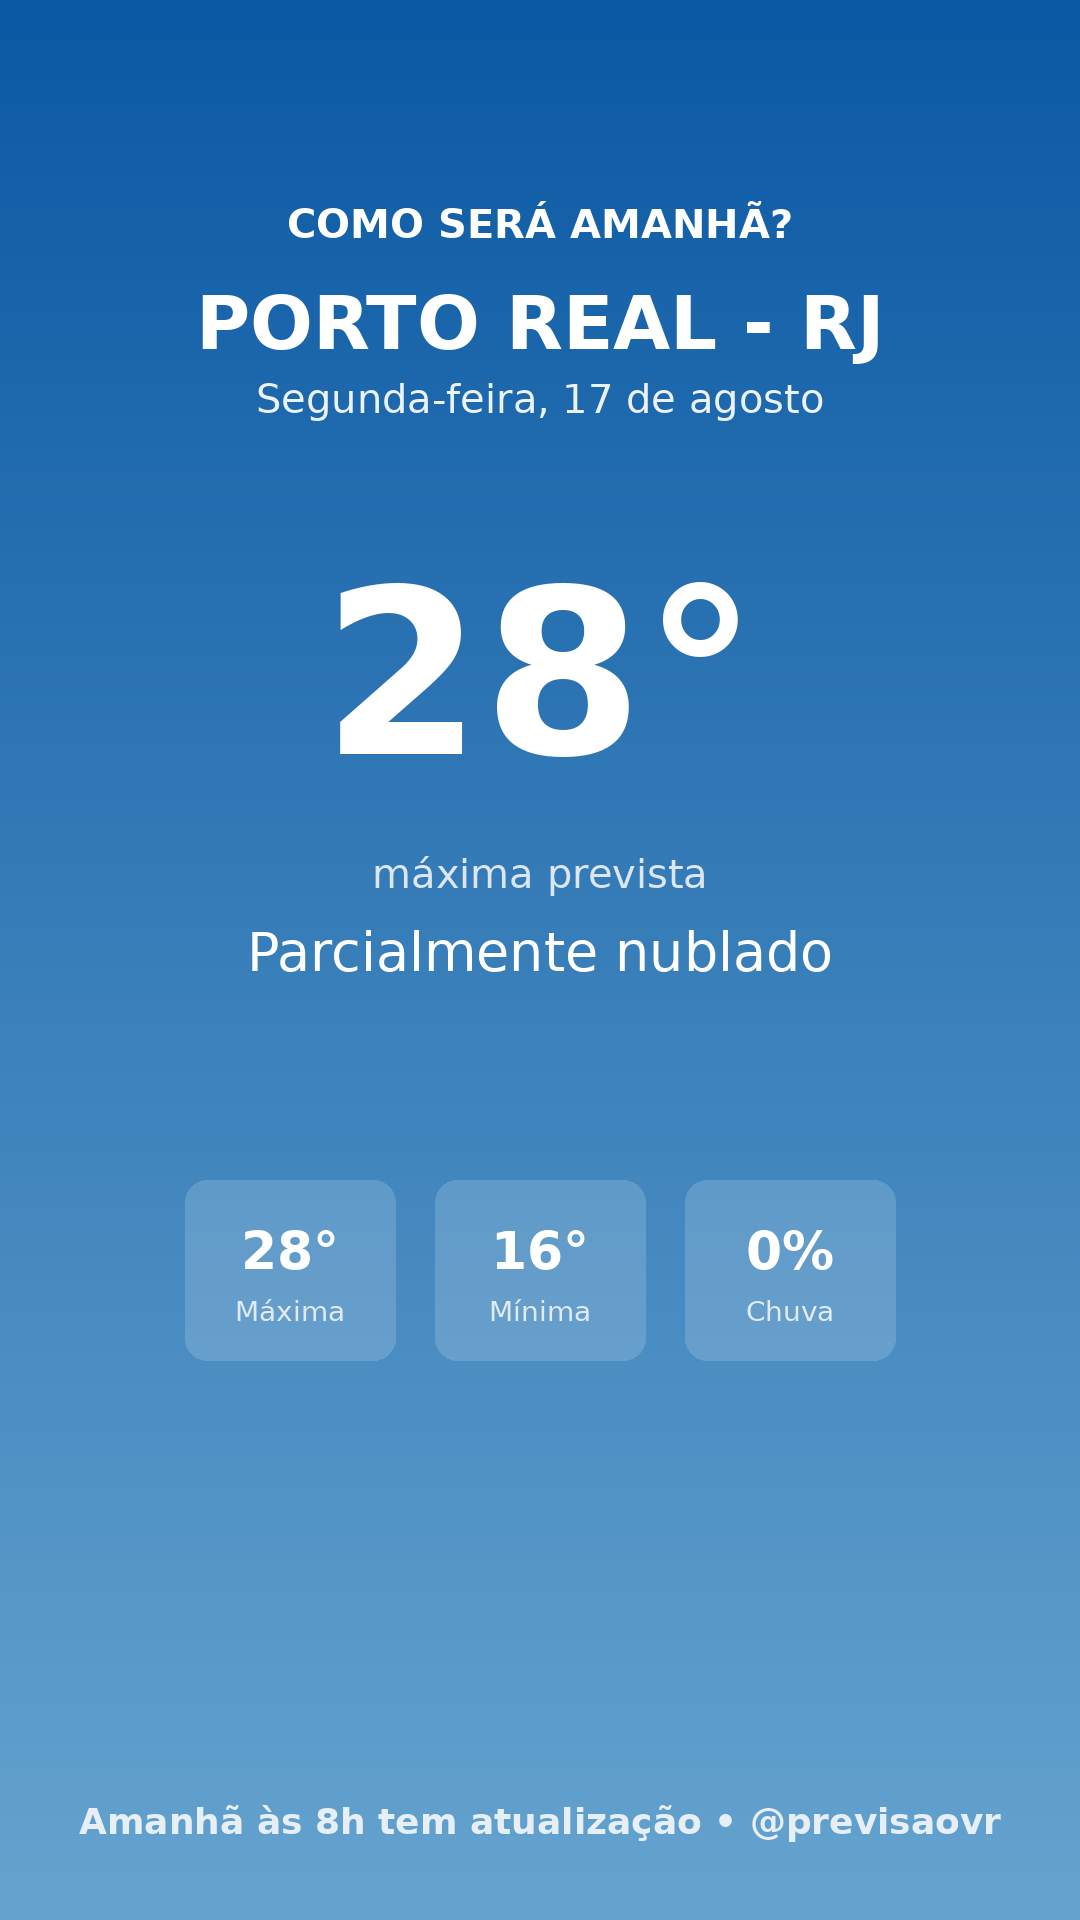 COMO SERÁ AMANHÃ?
PORTO REAL - RJ
Segunda-feira, 17 de agosto
28°
máxima prevista
Parcialmente nublado
28° 16° 0%
Máxima Mínima Chuva
Amanhã às 8h tem atualização • @previsaovr